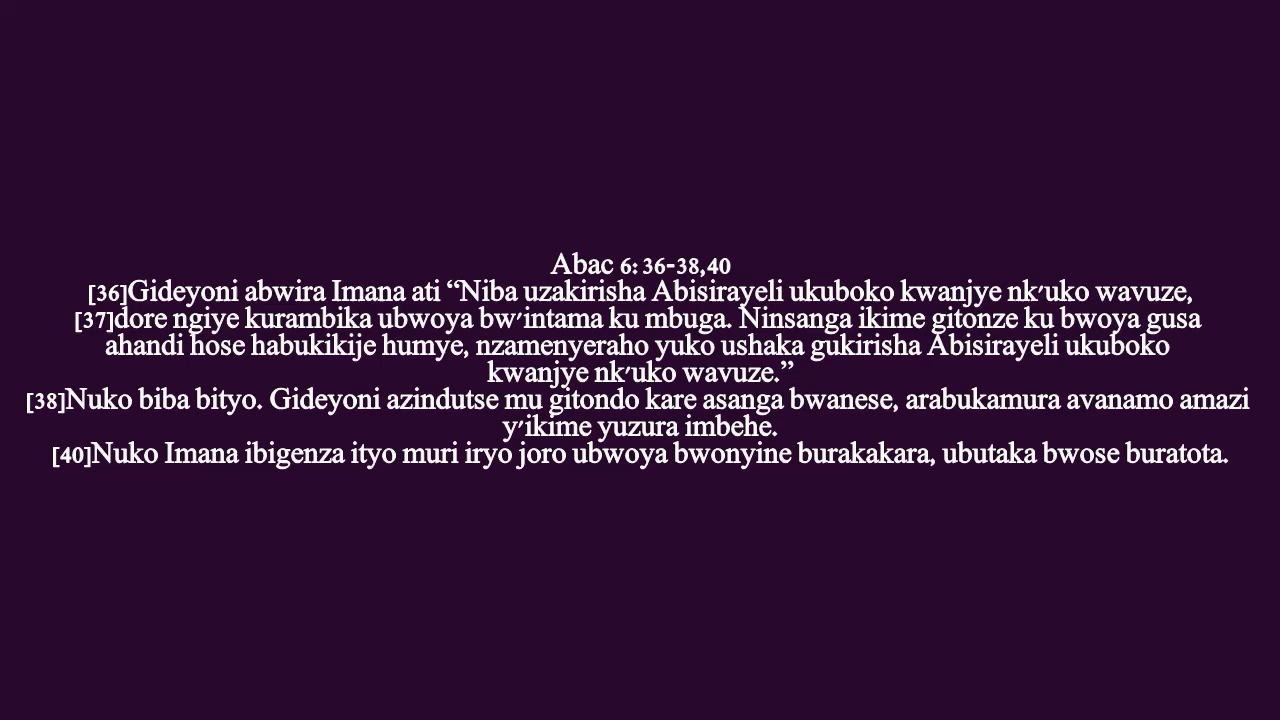 Abac 6: 36-38,40
[36]Gideyoni abwira Imana ati “Niba uzakirisha Abisirayeli ukuboko kwanjye nk'uko wavuze,
[37]dore ngiye kurambika ubwoya bw'intama ku mbuga. Ninsanga ikime gitonze ku bwoya gusa
ahandi hose habukikije humye, nzamenyeraho yuko ushaka gukirisha Abisirayeli ukuboko
kwanjye nk'uko wavuze.”
[38]Nuko biba bityo. Gideyoni azindutse mu gitondo kare asanga bwanese, arabukamura avanamo amazi
y'ikime yuzura imbehe.
[40]Nuko Imana ibigenza ityo muri iryo joro ubwoya bwonyine burakakara, ubutaka bwose buratota.